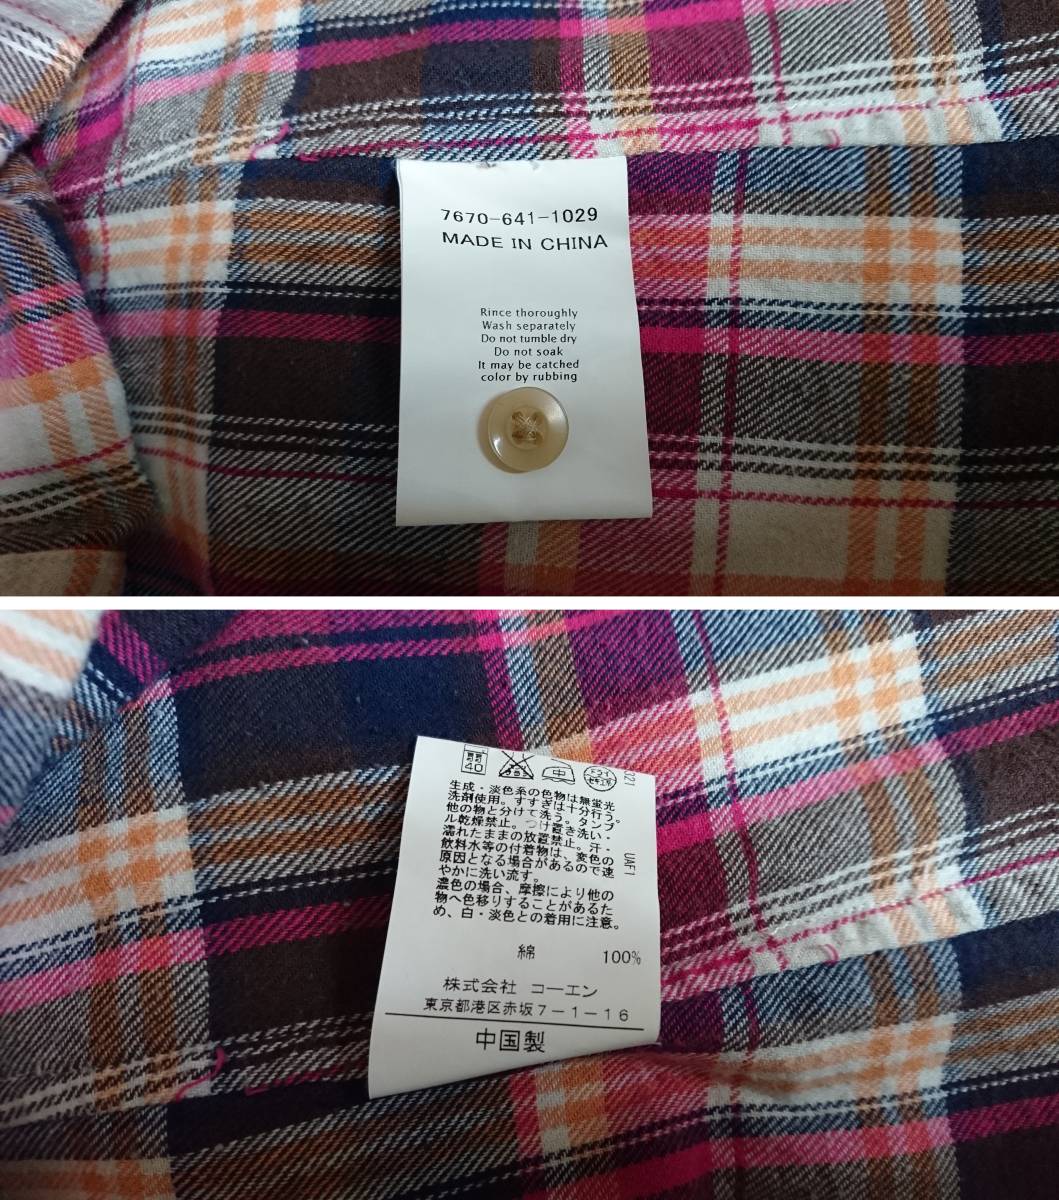 7670-641-1029
MADE IN CHINA
Rince thoroughly
Wash separately
Do not tumble dry
Do not soak
It may be catched
color by rubbing
40
ドライ
セキユ系
321
生成・淡色系の色物は無蛍光
洗剤使用。すすぎは十分行う。
他の物と分けて洗う。タンブ
ル乾燥禁止。つけ置き洗い・
濡れたままの放置禁止。汗・
飲料水等の付着物は、変色の
原因となる場合があるので速
やかに洗い流す。
濃色の場合、摩擦により他の
物へ色移りすることがあるた
め、白・淡色との着用に注意。
UAF1
綿 100%
株式会社 コーエン
東京都港区赤坂7-1-16
中国製